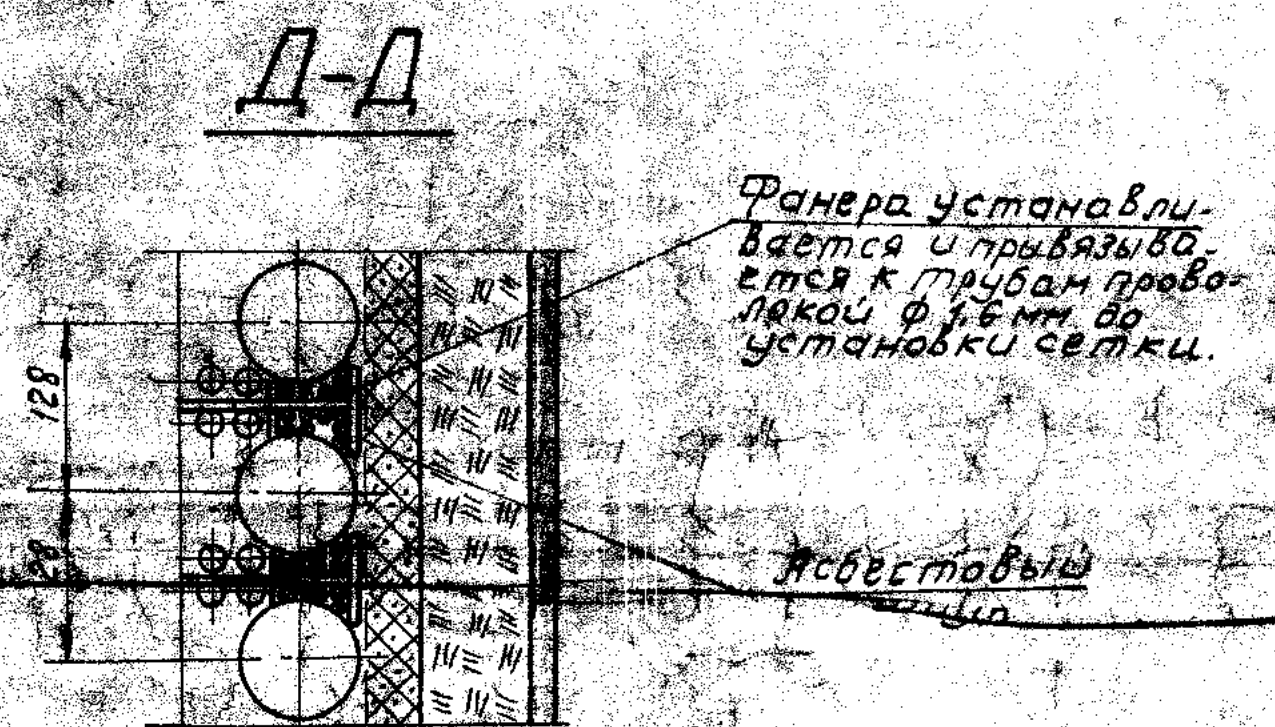 Д-Д
Фанера устанавли-
вается и привязыва-
ется к трубам прово-
локой ф 1,6 мм до
установки сетки.
128
Асбестовый
28